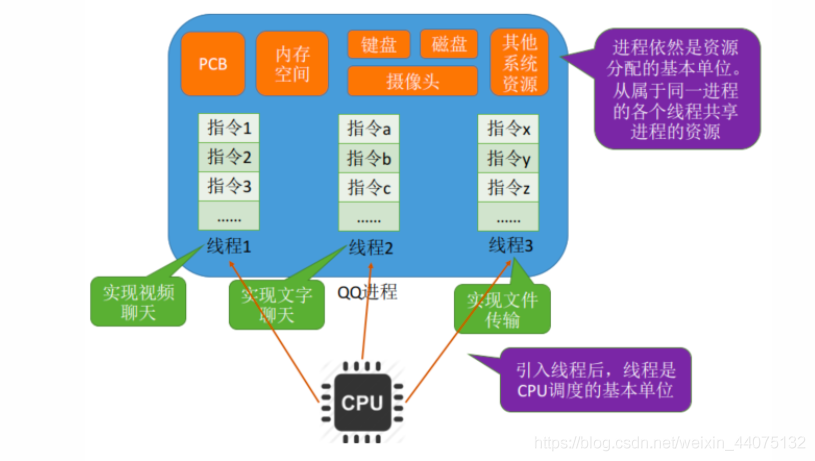 PCB
内存
空间
键盘
磁盘
摄像头
其他
系统
资源
进程依然是资源
分配的基本单位。
从属于同一进程
的各个线程共享
进程的资源
指令1
指令2
指令3
......
线程1
指令a
指令b
指令c
......
线程2
指令x
指令y
指令z
......
线程3
实现视频
聊天
实现文字
聊天
QQ进程
实现文件
传输
CPU
引入线程后，线程是
CPU调度的基本单位
https://blog.csdn.net/weixin_44075132